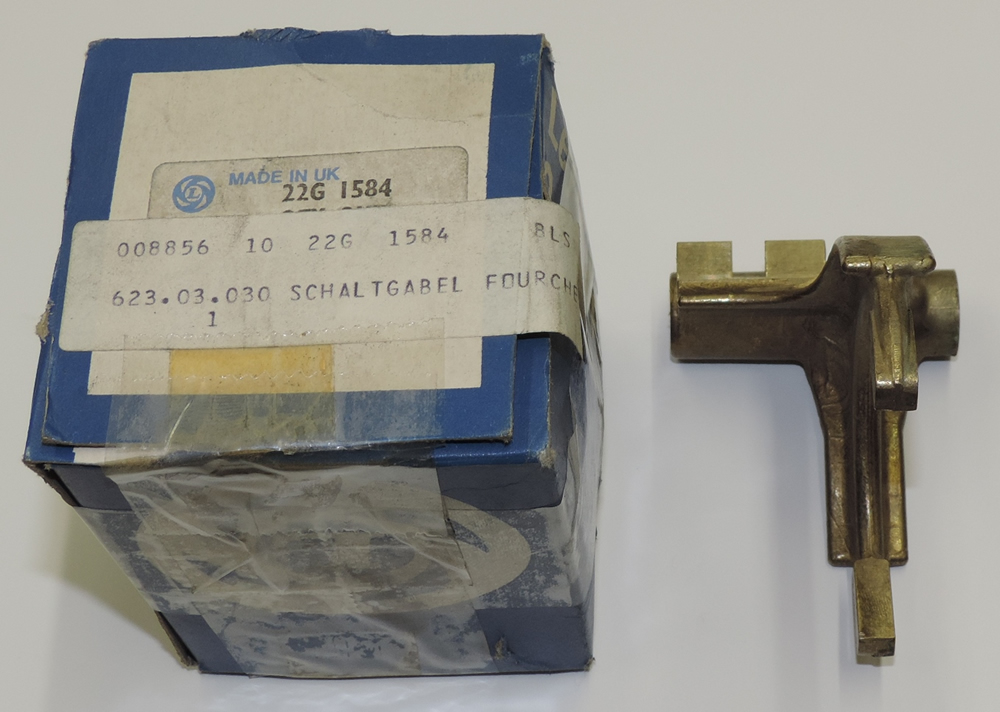 MADE IN UK
22G 1584
008856 10 22G 1584 BLS
623.03.030 SCHALTGABEL FOURCHE
1
L